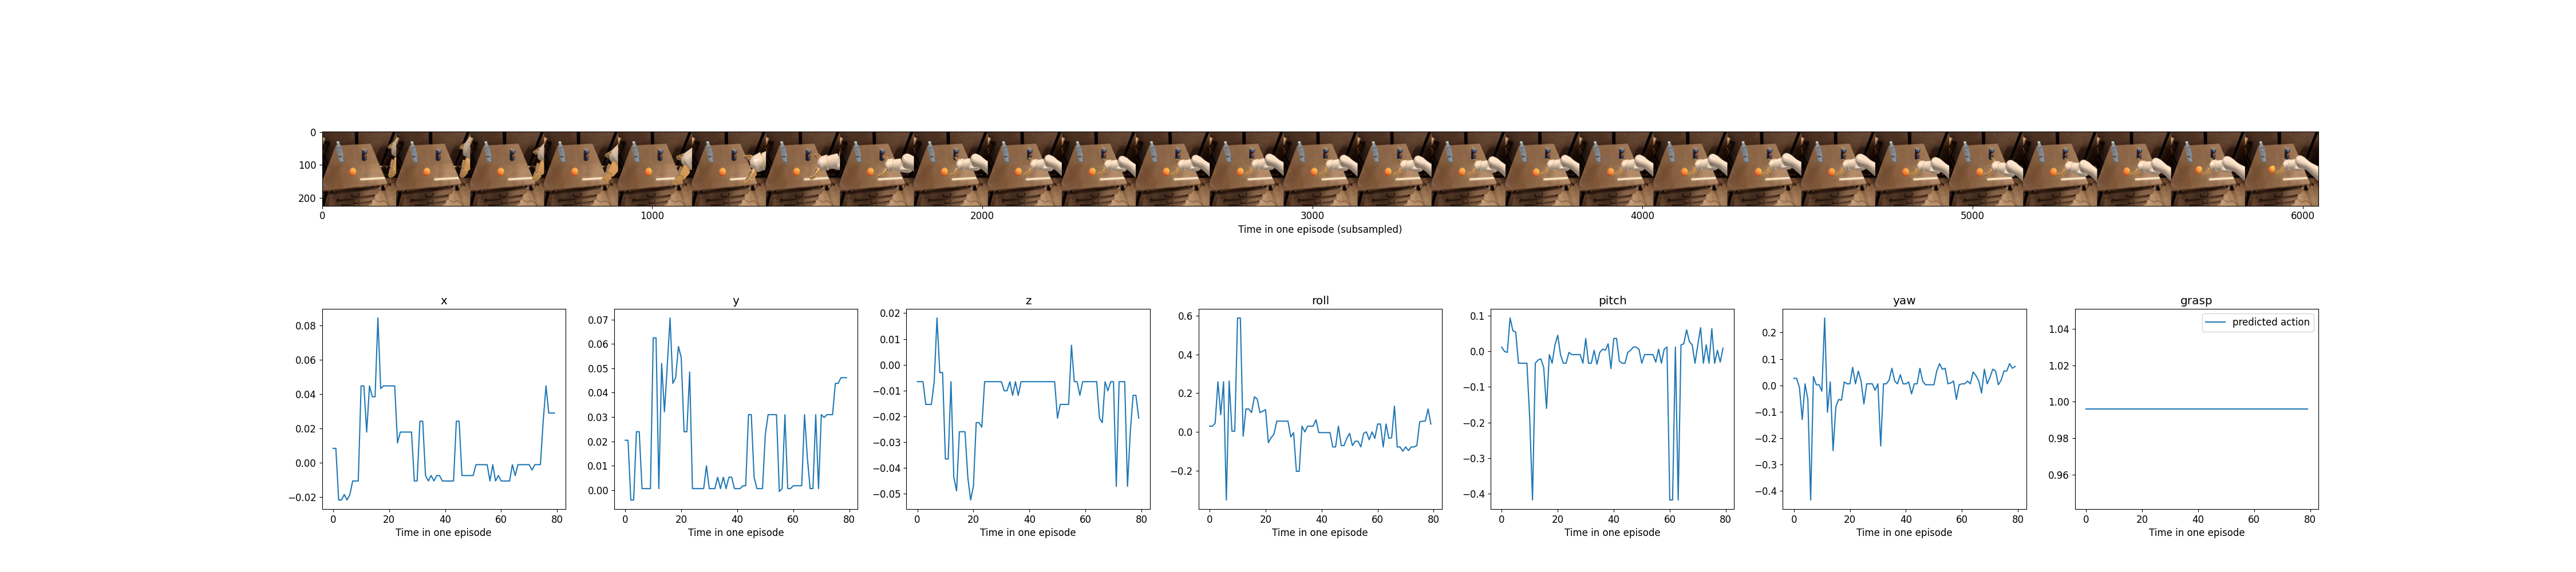 0
100
200
0 1000 2000 3000 4000 5000 6000
Time in one episode (subsampled)
x
0.08
0.06
0.04
0.02
0.00
−0.02
0 20 40 60 80
Time in one episode
y
0.07
0.06
0.05
0.04
0.03
0.02
0.01
0.00
0 20 40 60 80
Time in one episode
z
0.02
0.01
0.00
−0.01
−0.02
−0.03
−0.04
−0.05
0 20 40 60 80
Time in one episode
roll
0.6
0.4
0.2
0.0
−0.2
0 20 40 60 80
Time in one episode
pitch
0.1
0.0
−0.1
−0.2
−0.3
−0.4
0 20 40 60 80
Time in one episode
yaw
0.2
0.1
0.0
−0.1
−0.2
−0.3
−0.4
0 20 40 60 80
Time in one episode
grasp
predicted action
1.04
1.02
1.00
0.98
0.96
0 20 40 60 80
Time in one episode